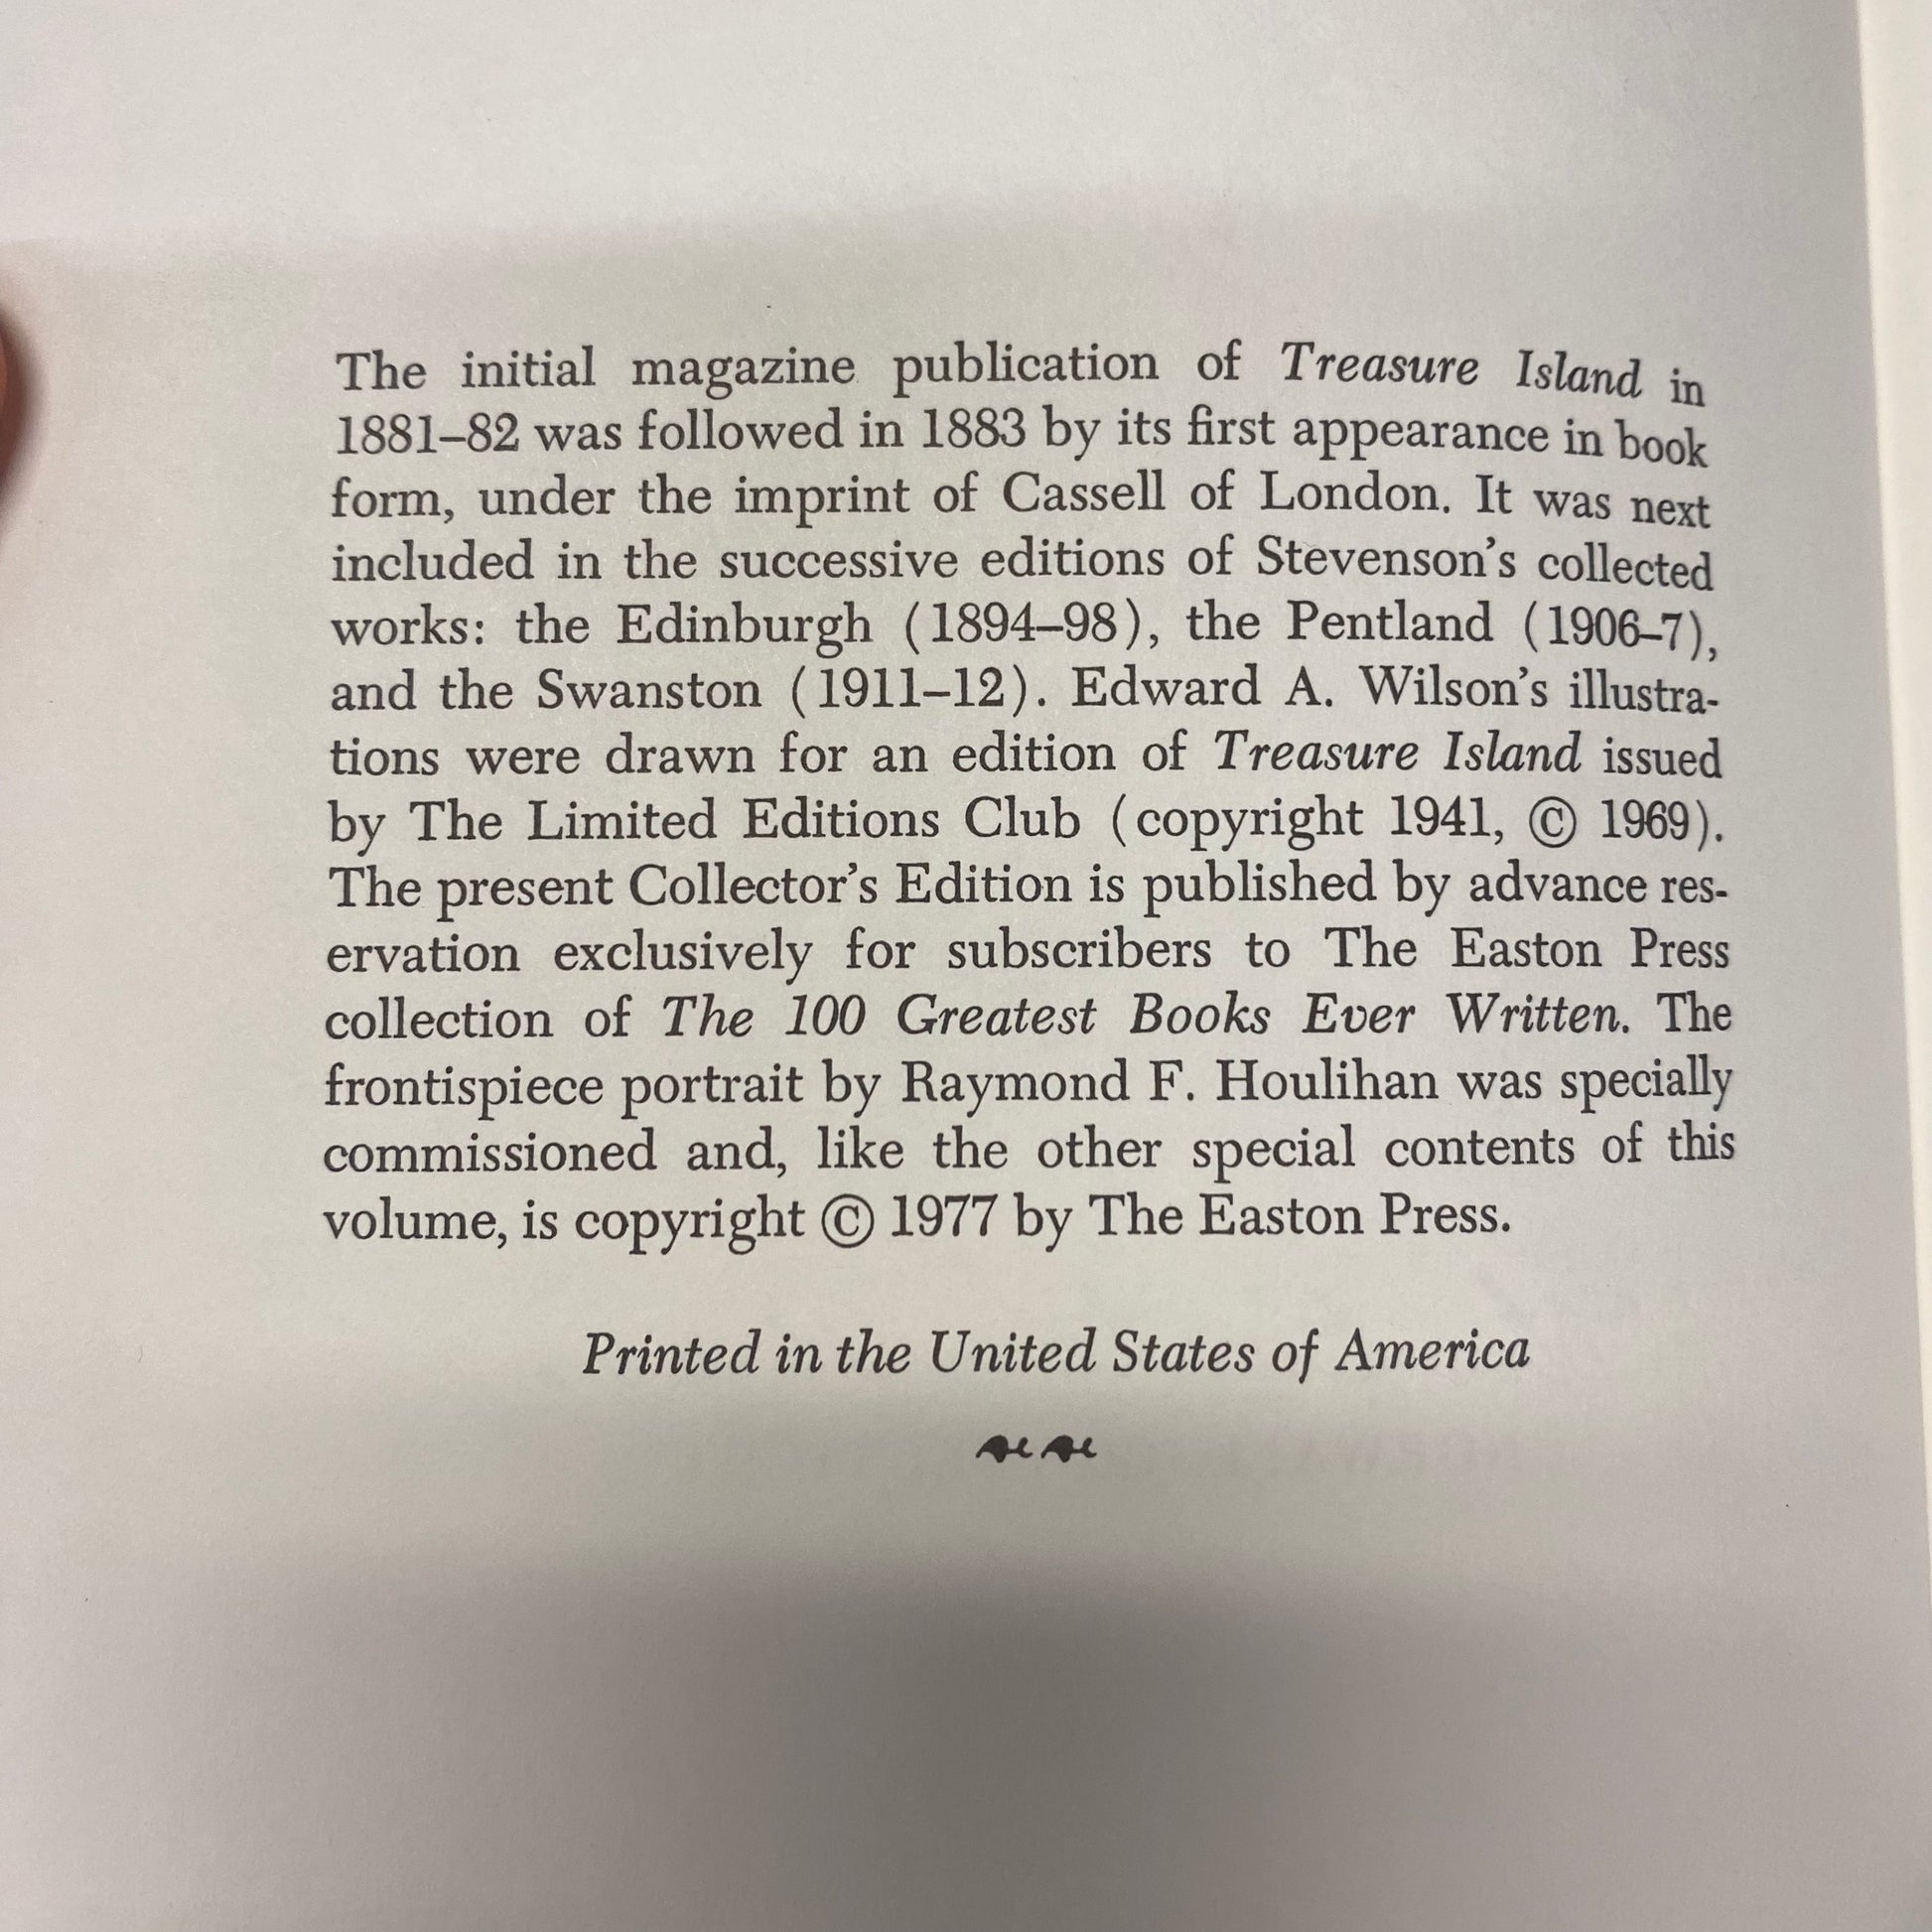 The initial magazine publication of Treasure Island in
1881–82 was followed in 1883 by its first appearance in book
form, under the imprint of Cassell of London. It was next
included in the successive editions of Stevenson’s collected
works: the Edinburgh (1894–98), the Pentland (1906–7),
and the Swanston (1911–12). Edward A. Wilson’s illustra-
tions were drawn for an edition of Treasure Island issued
by The Limited Editions Club (copyright 1941, © 1969).
The present Collector’s Edition is published by advance res-
ervation exclusively for subscribers to The Easton Press
collection of The 100 Greatest Books Ever Written. The
frontispiece portrait by Raymond F. Houlihan was specially
commissioned and, like the other special contents of this
volume, is copyright © 1977 by The Easton Press.
Printed in the United States of America